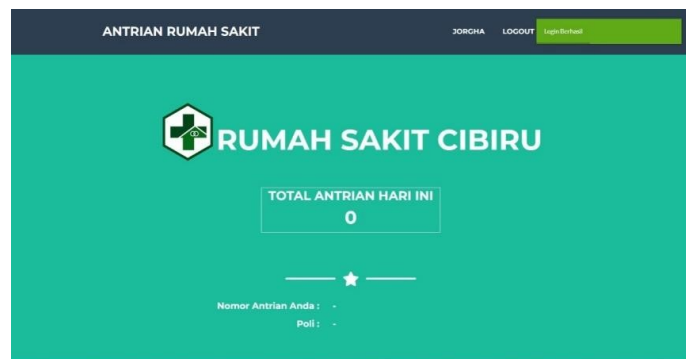 ANTRIAN RUMAH SAKIT
JORGHA LOGOUT Login Berhasil
RUMAH SAKIT CIBIRU
TOTAL ANTRIAN HARI INI
0
Nomor Antrian Anda : -
Poli : -